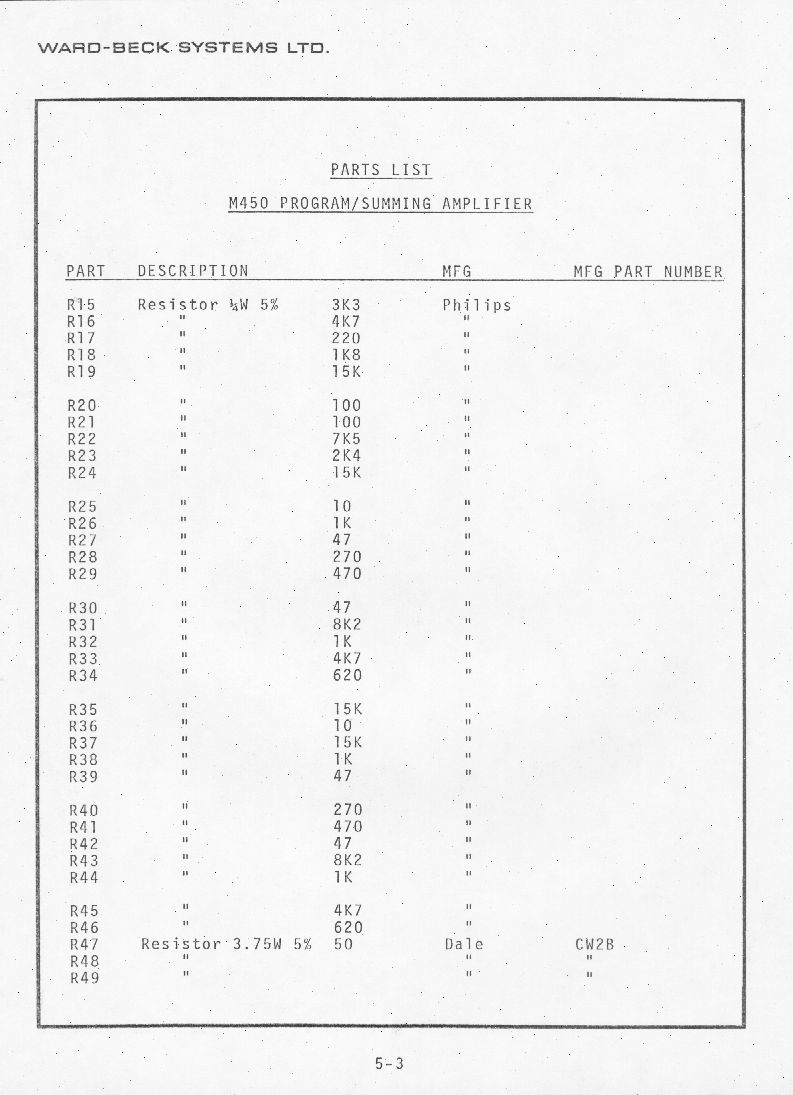 WARD-BECK SYSTEMS LTD.
PARTS LIST
M450 PROGRAM/SUMMING AMPLIFIER
PART DESCRIPTION MFG MFG PART NUMBER
R15 Resistor ¼W 5% 3K3 Philips
R16 " 4K7 "
R17 " 220 "
R18 " 1K8 "
R19 " 15K "
R20 " 100 "
R21 " 100 "
R22 " 7K5 "
R23 " 2K4 "
R24 " 15K "
R25 " 10 "
R26 " 1K "
R27 " 47 "
R28 " 270 "
R29 " 470 "
R30 " 47 "
R31 " 8K2 "
R32 " 1K "
R33 " 4K7 "
R34 " 620 "
R35 " 15K "
R36 " 10 "
R37 " 15K "
R38 " 1K "
R39 " 47 "
R40 " 270 "
R41 " 470 "
R42 " 47 "
R43 " 8K2 "
R44 " 1K "
R45 " 4K7 "
R46 " 620 "
R47 Resistor 3.75W 5% 50 Dale CW2B
R48 " " "
R49 " " "
5-3